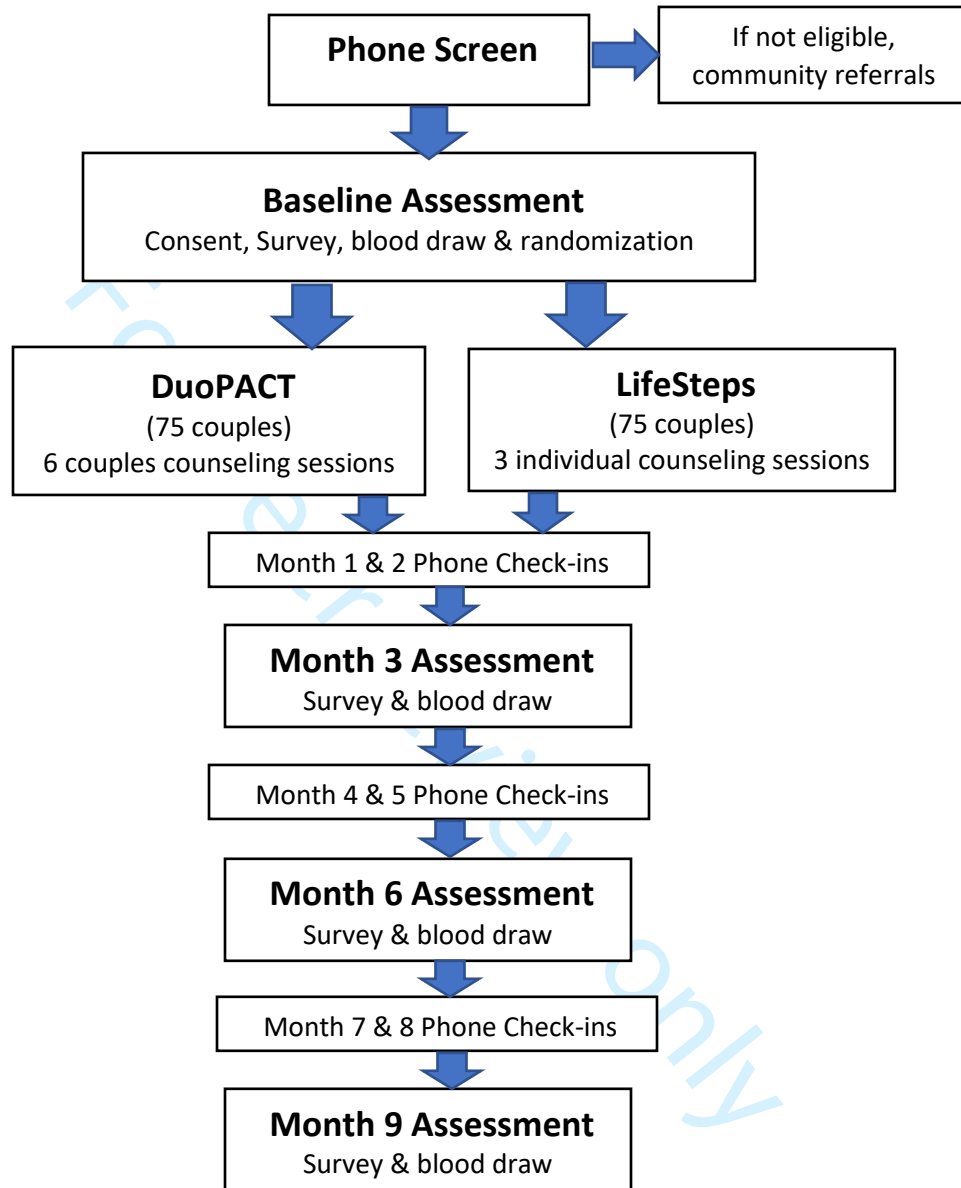 Phone Screen
If not eligible,
community referrals
Baseline Assessment
Consent, Survey, blood draw & randomization
DuoPACT
(75 couples)
6 couples counseling sessions
LifeSteps
(75 couples)
3 individual counseling sessions
Month 1 & 2 Phone Check-ins
Month 3 Assessment
Survey & blood draw
Month 4 & 5 Phone Check-ins
Month 6 Assessment
Survey & blood draw
Month 7 & 8 Phone Check-ins
Month 9 Assessment
Survey & blood draw